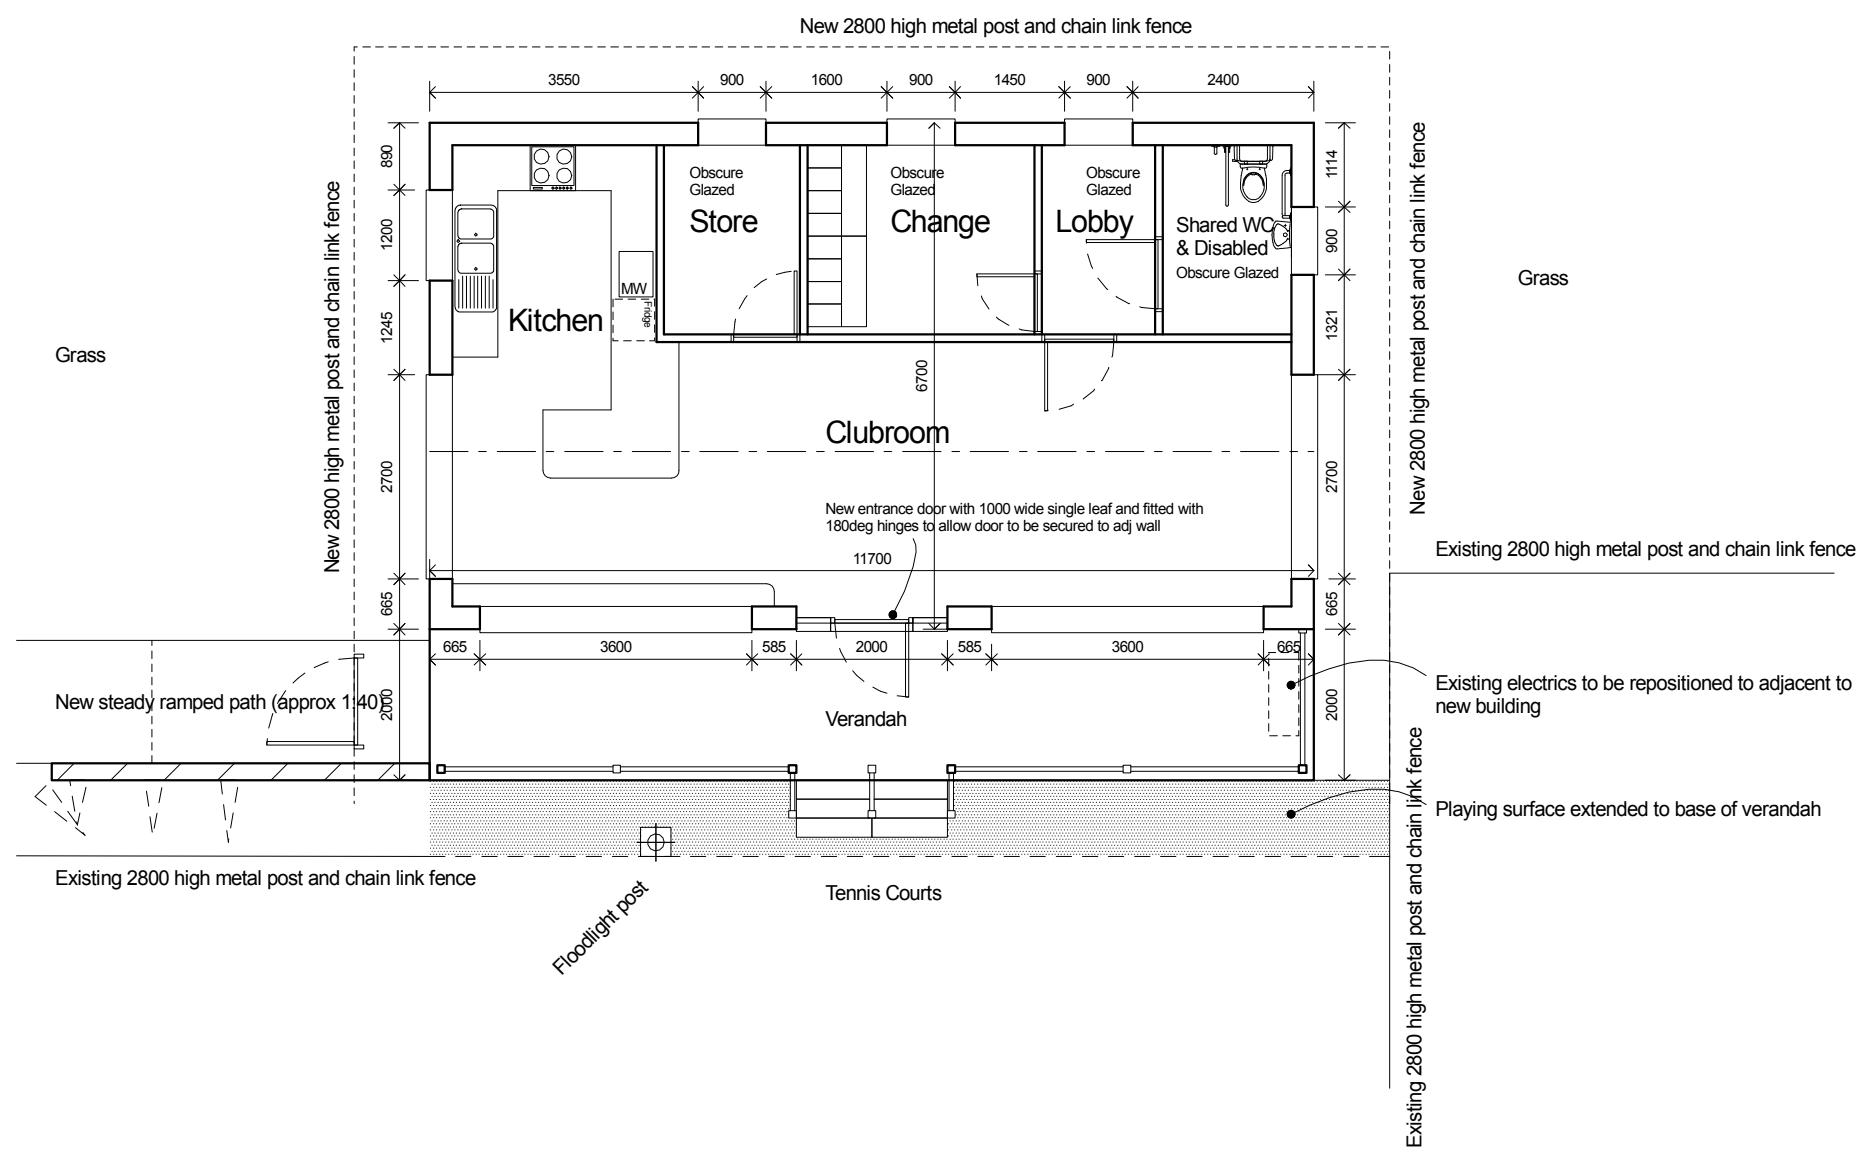 New 2800 high metal post and chain link fence
3550
900
1600
900
1450
900
2400
890
1200
1245
2700
665
2000
1114
900
1321
2700
665
2000
New 2800 high metal post and chain link fence
New 2800 high metal post and chain link fence
Obscure
Glazed
Store
Obscure
Glazed
Change
Obscure
Glazed
Lobby
Shared WC
& Disabled
Obscure Glazed
Grass
Grass
MW
Fridge
Kitchen
6700
Clubroom
New entrance door with 1000 wide single leaf and fitted with
180deg hinges to allow door to be secured to adj wall
11700
Existing 2800 high metal post and chain link fence
665
3600
585
2000
585
3600
665
New steady ramped path (approx 1:40)
Verandah
Existing electrics to be repositioned to adjacent to
new building
Playing surface extended to base of verandah
Existing 2800 high metal post and chain link fence
Existing 2800 high metal post and chain link fence
Floodlight post
Tennis Courts